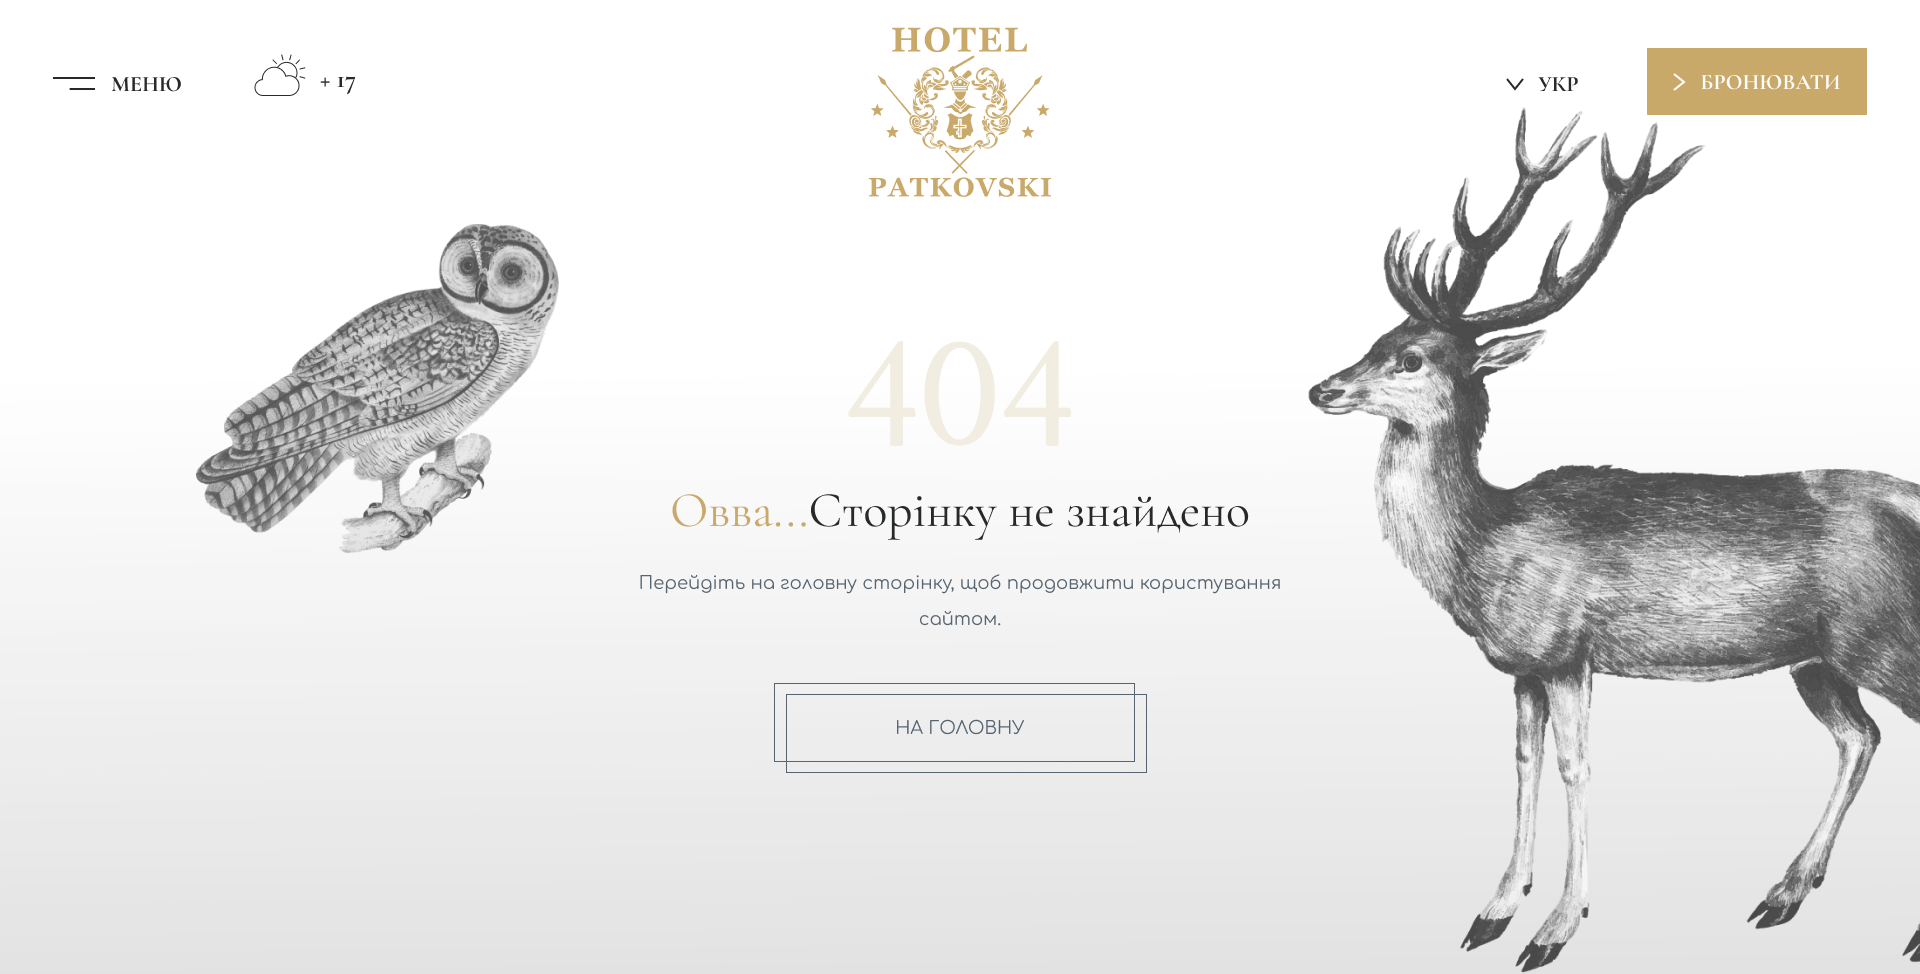 МЕНЮ
+ 17
HOTEL
PATKOVSKI
УКР
БРОНЮВАТИ
404
Овва...Сторінку не знайдено
Перейдіть на головну сторінку, щоб продовжити користування
сайтом.
НА ГОЛОВНУ